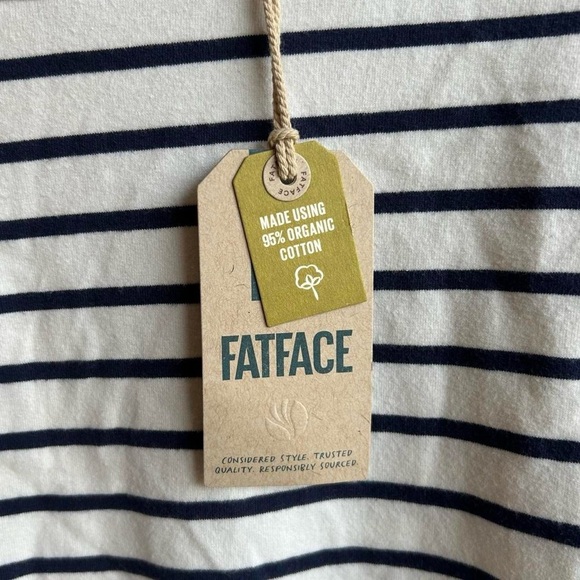 FATFACE
MADE USING
95% ORGANIC
COTTON
FATFACE
CONSIDERED STYLE. TRUSTED
QUALITY. RESPONSIBLY SOURCED